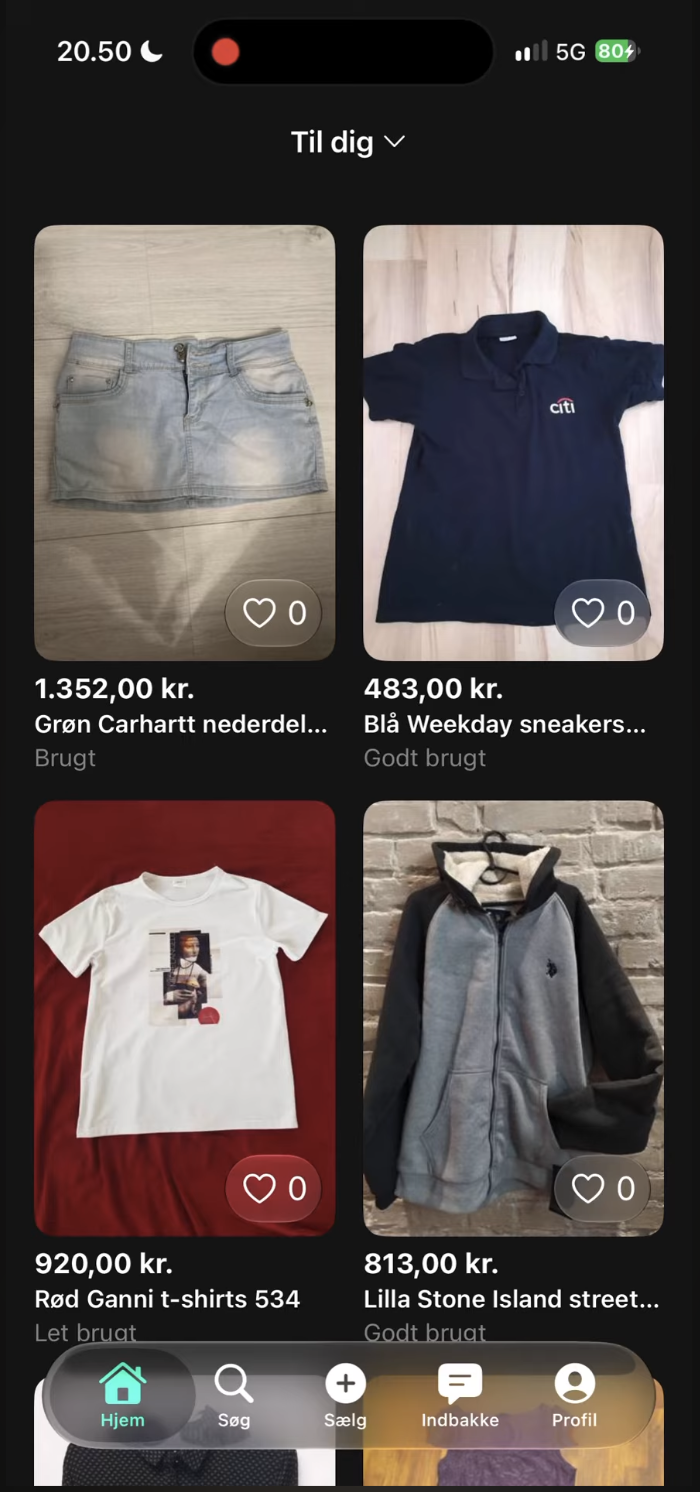 20.50
5G
80
Til dig
citi
0
0
1.352,00 kr.
483,00 kr.
Grøn Carhartt nederdel...
Blå Weekday sneakers...
Brugt
Godt brugt
0
0
920,00 kr.
813,00 kr.
Rød Ganni t-shirts 534
Lilla Stone Island street...
Let brugt
Godt brugt
Hjem
Søg
Sælg
Indbakke
Profil